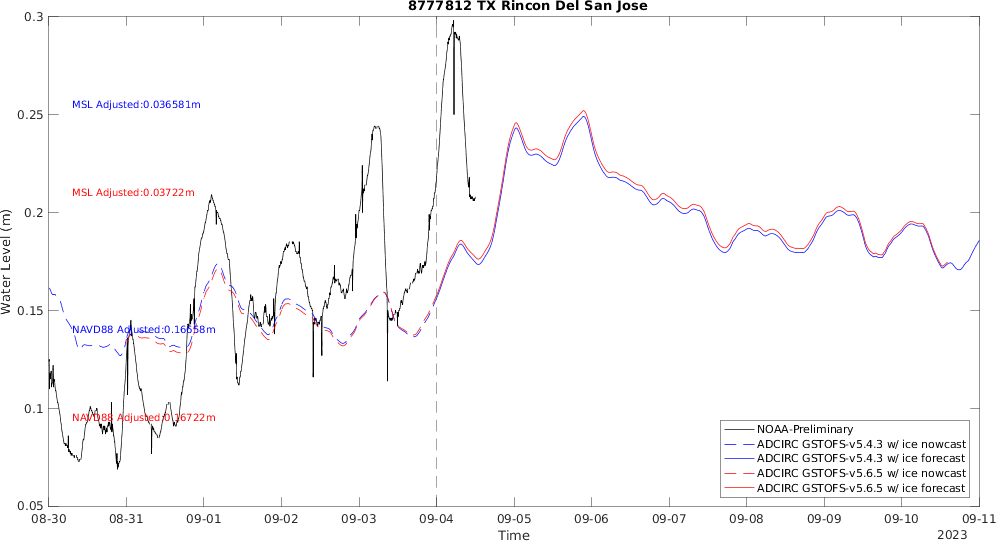 8777812 TX Rincon Del San Jose
0.3
0.25
0.2
0.15
0.1
0.05
Water Level (m)
MSL Adjusted:0.036581m
MSL Adjusted:0.03722m
NAVD88 Adjusted:0.16658m
NAVD88 Adjusted:0.16722m
NOAA-Preliminary
ADCIRC GSTOFS-v5.4.3 w/ ice nowcast
ADCIRC GSTOFS-v5.4.3 w/ ice forecast
ADCIRC GSTOFS-v5.6.5 w/ ice nowcast
ADCIRC GSTOFS-v5.6.5 w/ ice forecast
08-30 08-31 09-01 09-02 09-03 09-04 09-05 09-06 09-07 09-08 09-09 09-10 09-11
Time
2023